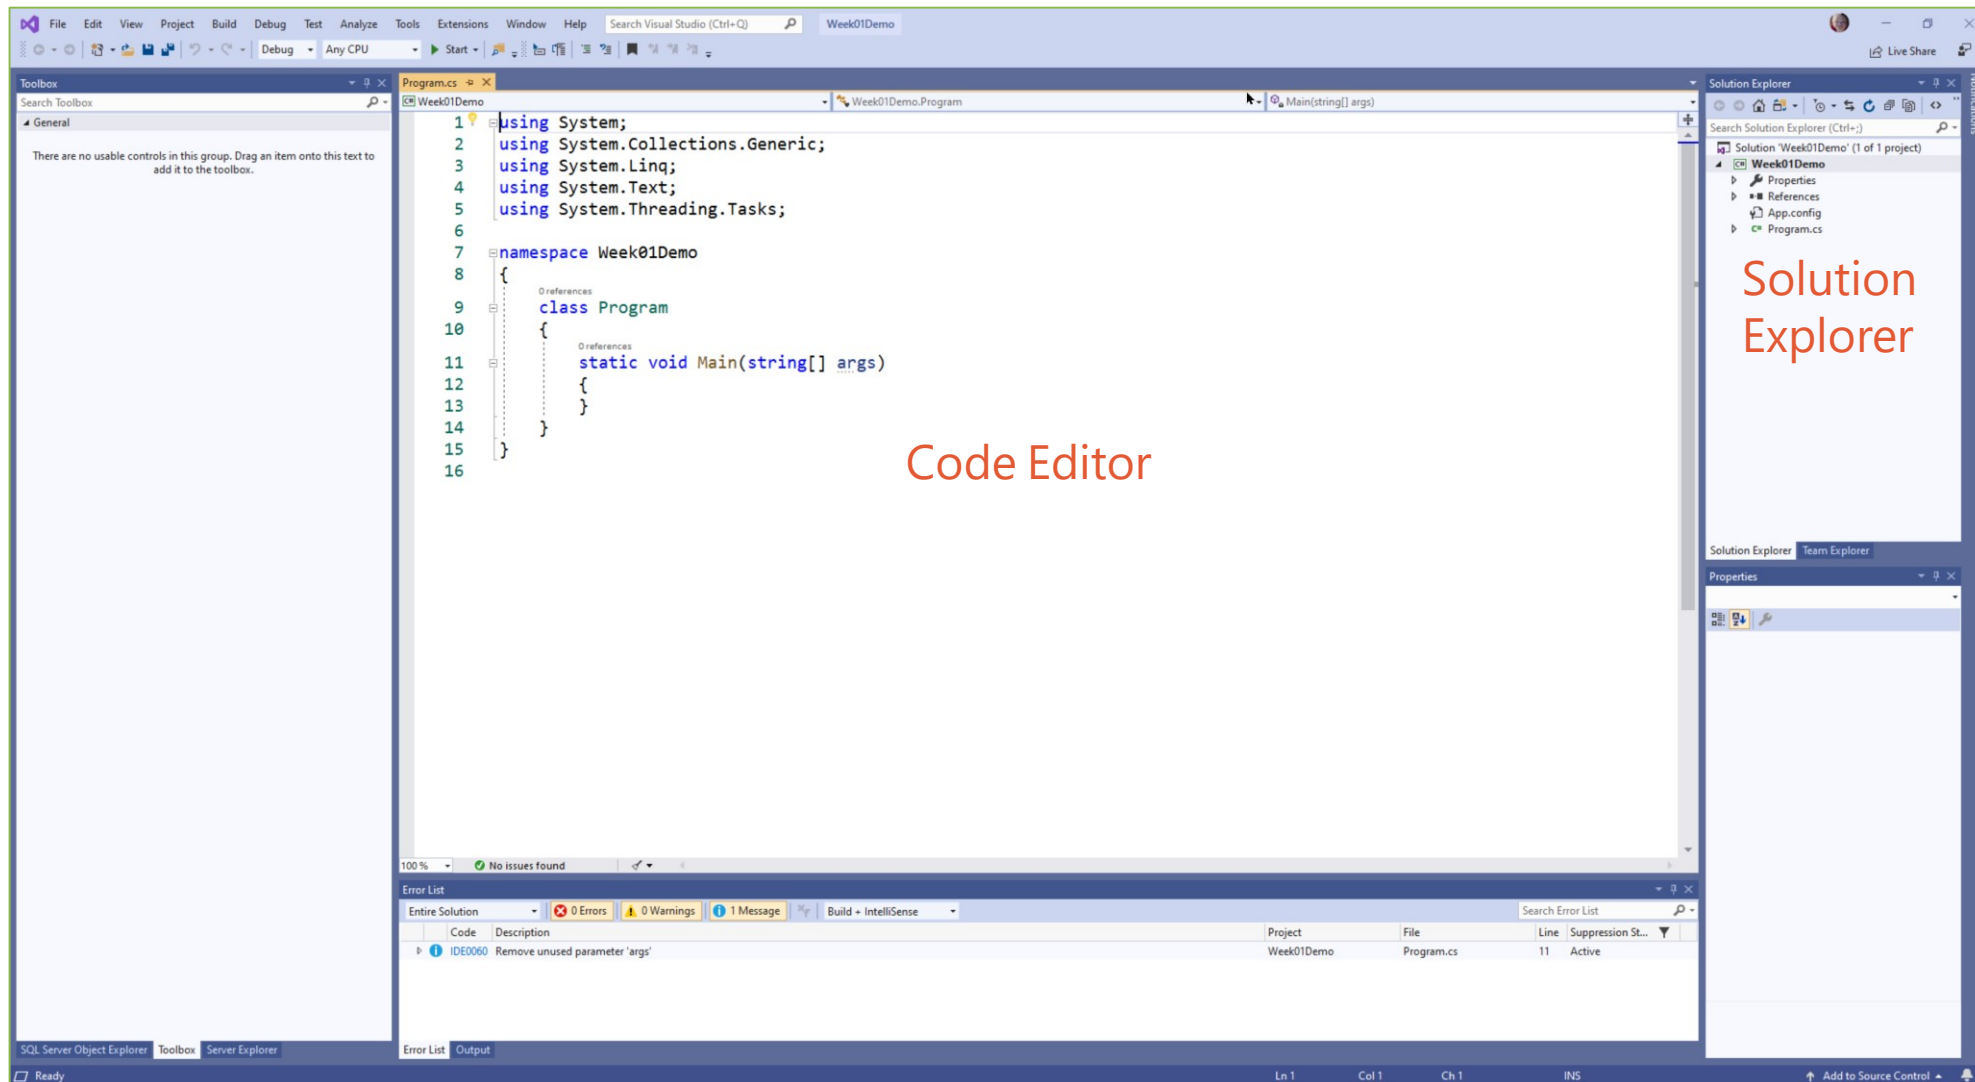 File Edit View Project Build Debug Test Analyze Tools Extensions Window Help Search Visual Studio (Ctrl+Q) Week01Demo
Debug Any CPU Start Live Share
Toolbox
Search Toolbox
General
There are no usable controls in this group. Drag an item onto this text to
add it to the toolbox.
Program.cs
Week01Demo Week01Demo.Program Main(string[] args)
1 using System;
2 using System.Collections.Generic;
3 using System.Linq;
4 using System.Text;
5 using System.Threading.Tasks;
6
7 namespace Week01Demo
8 {
0 references
9 class Program
10 {
0 references
11 static void Main(string[] args)
12 {
13 }
14 }
15 }
16
Code Editor
100 % No issues found
Error List
Entire Solution 0 Errors 0 Warnings 1 Message Build + IntelliSense Search Error List
Code Description Project File Line Suppression St...
IDE0060 Remove unused parameter 'args' Week01Demo Program.cs 11 Active
Solution Explorer
Search Solution Explorer (Ctrl+;)
Solution 'Week01Demo' (1 of 1 project)
Week01Demo
Properties
References
App.config
Program.cs
Solution
Explorer
Solution Explorer Team Explorer
Properties
Notifications
SQL Server Object Explorer Toolbox Server Explorer
Error List Output
Ready Ln 1 Col 1 Ch 1 INS Add to Source Control